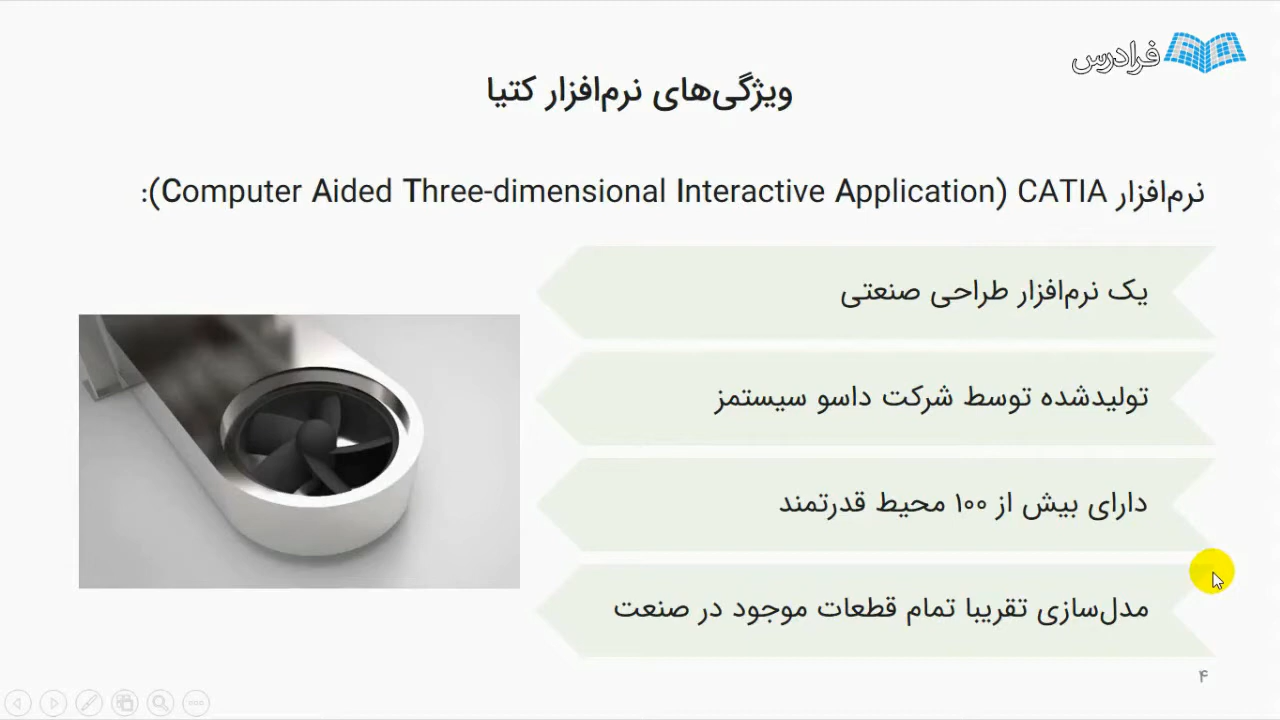 فرادرس
ویژگی‌های نرم‌افزار کتیا
نرم‌افزار CATIA (Computer Aided Three-dimensional Interactive Application):
یک نرم‌افزار طراحی صنعتی
تولیدشده توسط شرکت داسو سیستمز
دارای بیش از ۱۰۰ محیط قدرتمند
مدل‌سازی تقریبا تمام قطعات موجود در صنعت
۴